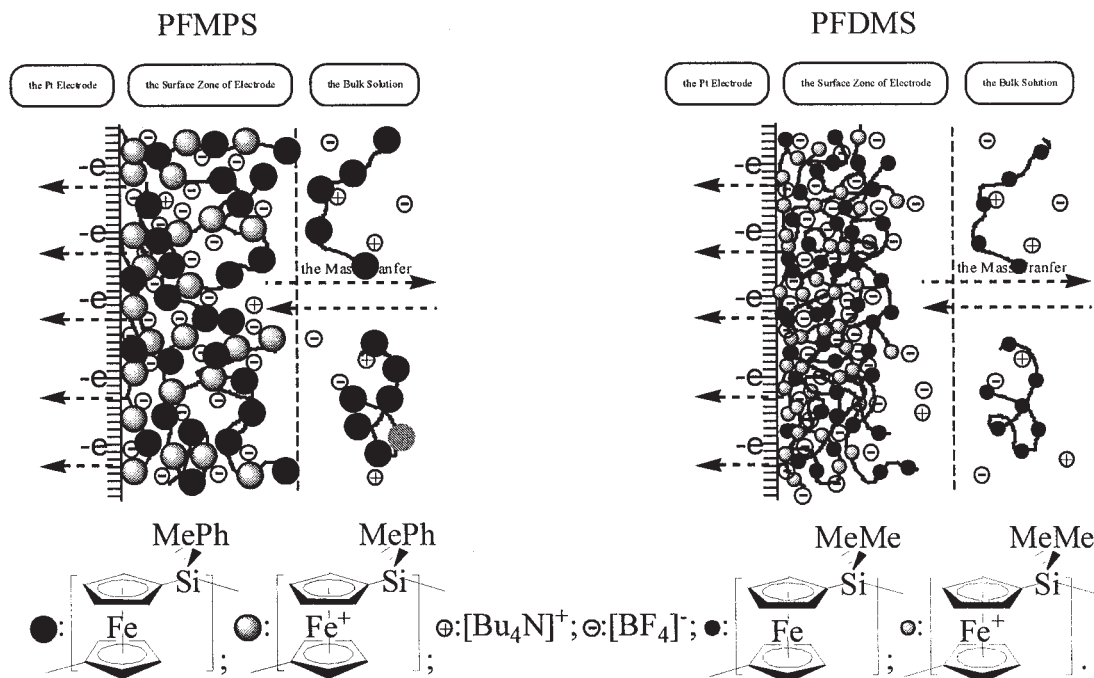 PFMPS
PFDMS
the Pt Electrode
the Surface Zone of Electrode
the Bulk Solution
the Pt Electrode
the Surface Zone of Electrode
the Bulk Solution
-e
-e
-e
-e
-e
-e
-e
-e
-e
-e
the Mass Tranfer
the Mass Tranfer
MePh
Si
Fe
;
MePh
Si
Fe+
;
⊕:[Bu4N]+;⊖:[BF4]-;
MeMe
Si
Fe
;
MeMe
Si
Fe+
.